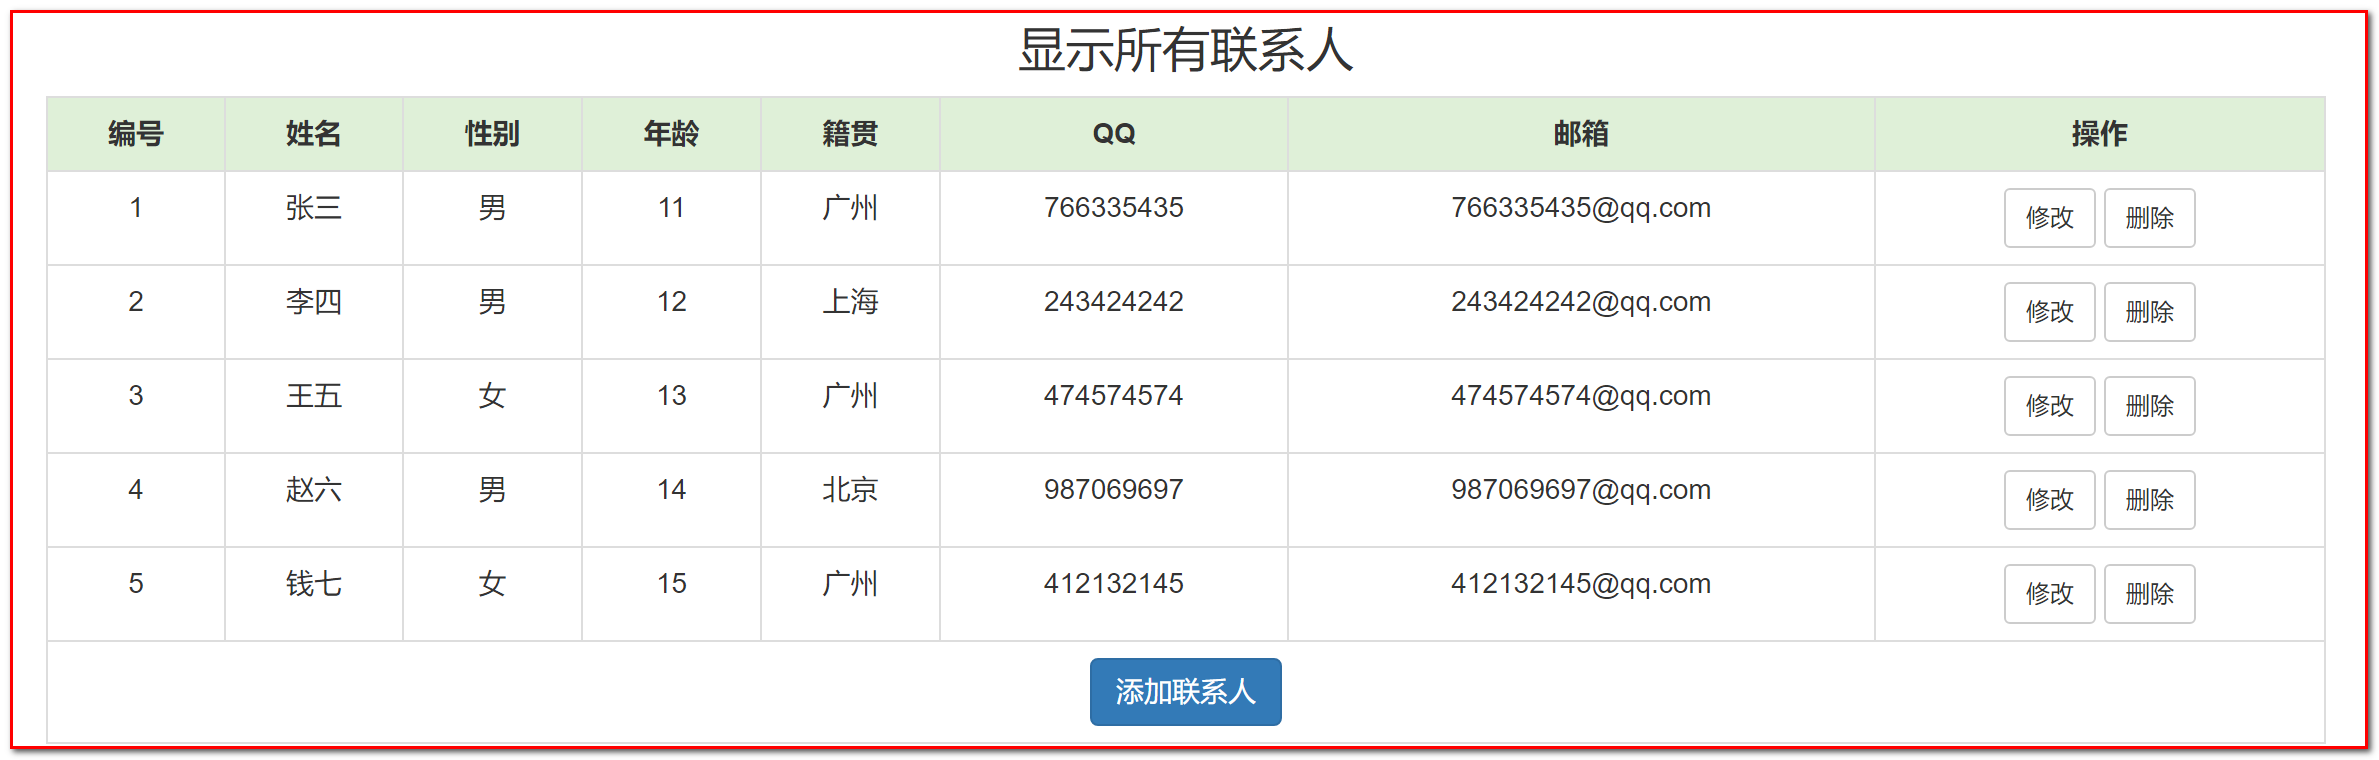 显示所有联系人
编号 姓名 性别 年龄 籍贯 QQ 邮箱 操作
1 张三 男 11 广州 766335435 766335435@qq.com 修改 删除
2 李四 男 12 上海 243424242 243424242@qq.com 修改 删除
3 王五 女 13 广州 474574574 474574574@qq.com 修改 删除
4 赵六 男 14 北京 987069697 987069697@qq.com 修改 删除
5 钱七 女 15 广州 412132145 412132145@qq.com 修改 删除
添加联系人